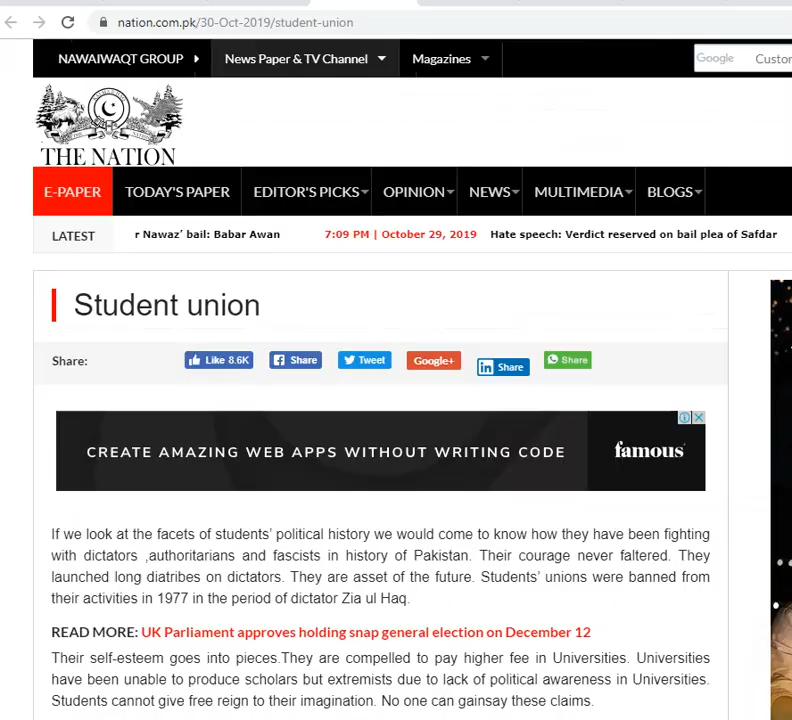 nation.com.pk/30-Oct-2019/student-union
NAWAIWAQT GROUP News Paper & TV Channel Magazines Google Custor
THE NATION
E-PAPER TODAY'S PAPER EDITOR'S PICKS OPINION NEWS MULTIMEDIA BLOGS
LATEST r Nawaz' bail: Babar Awan 7:09 PM | October 29, 2019 Hate speech: Verdict reserved on bail plea of Safdar
Student union
Share: Like 8.6K Share Tweet Google+ Share Share
CREATE AMAZING WEB APPS WITHOUT WRITING CODE famous
If we look at the facets of students' political history we would come to know how they have been fighting
with dictators ,authoritarians and fascists in history of Pakistan. Their courage never faltered. They
launched long diatribes on dictators. They are asset of the future. Students' unions were banned from
their activities in 1977 in the period of dictator Zia ul Haq.
READ MORE: UK Parliament approves holding snap general election on December 12
Their self-esteem goes into pieces.They are compelled to pay higher fee in Universities. Universities
have been unable to produce scholars but extremists due to lack of political awareness in Universities.
Students cannot give free reign to their imagination. No one can gainsay these claims.